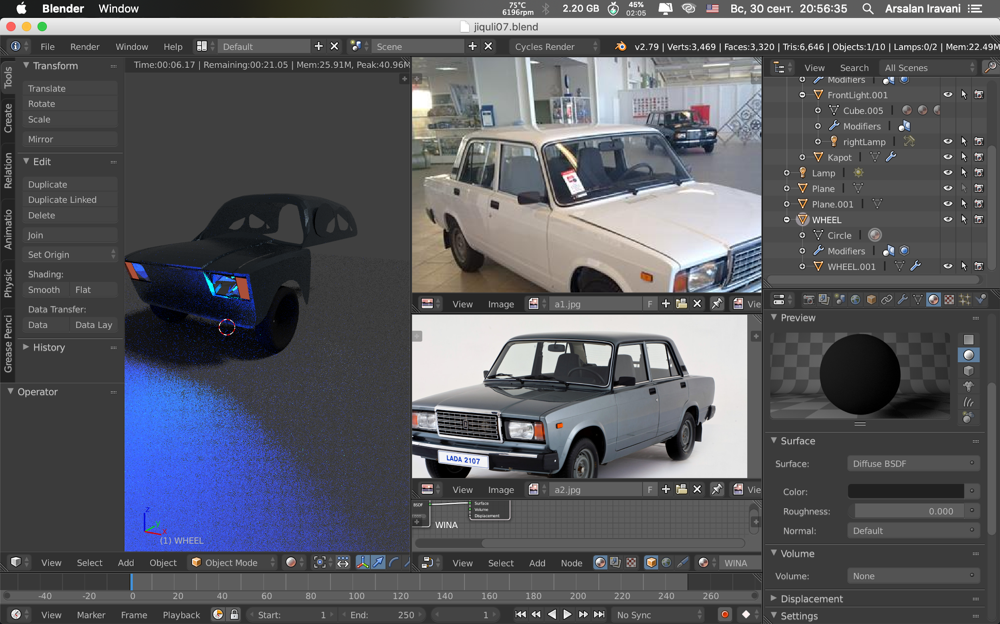 Blender Window 75°C 6196rpm 2.20 GB 45% 02:05 Вс, 30 сент. 20:56:35 Arsalan Iravani
jiquli07.blend
File Render Window Help Default Scene Cycles Render v2.79 | Verts:3,469 | Faces:3,320 | Tris:6,646 | Objects:1/10 | Lamps:0/2 | Mem:22.49M
Tools
Create
Relation
Animatio
Physic
Grease Penci
Transform
Translate
Rotate
Scale
Mirror
Edit
Duplicate
Duplicate Linked
Delete
Join
Set Origin
Shading:
Smooth Flat
Data Transfer:
Data Data Lay
History
Operator
Time:00:06.17 | Remaining:00:21.05 | Mem:25.91M, Peak:40.96M
z
y
x
(1) WHEEL
View Select Add Object Object Mode
View Image a1.jpg F Vie
LADA 2107
View Image a2.jpg F Vie
BSDF Surface
Volume
0.000 Displacement
WINA
View Select Add Node WINA
View Search All Scenes
Modifiers |
FrontLight.001
Cube.005 |
Modifiers |
rightLamp |
Kapot |
Lamp |
Plane |
Plane.001 |
WHEEL
Circle |
Modifiers |
WHEEL.001 |
Preview
Surface
Surface: Diffuse BSDF
Color:
Roughness: 0.000
Normal: Default
Volume
Volume: None
Displacement
Settings
-40 -20 0 20 40 60 80 100 120 140 160 180 200 220 240 260
View Marker Frame Playback Start: 1 End: 250 1 No Sync